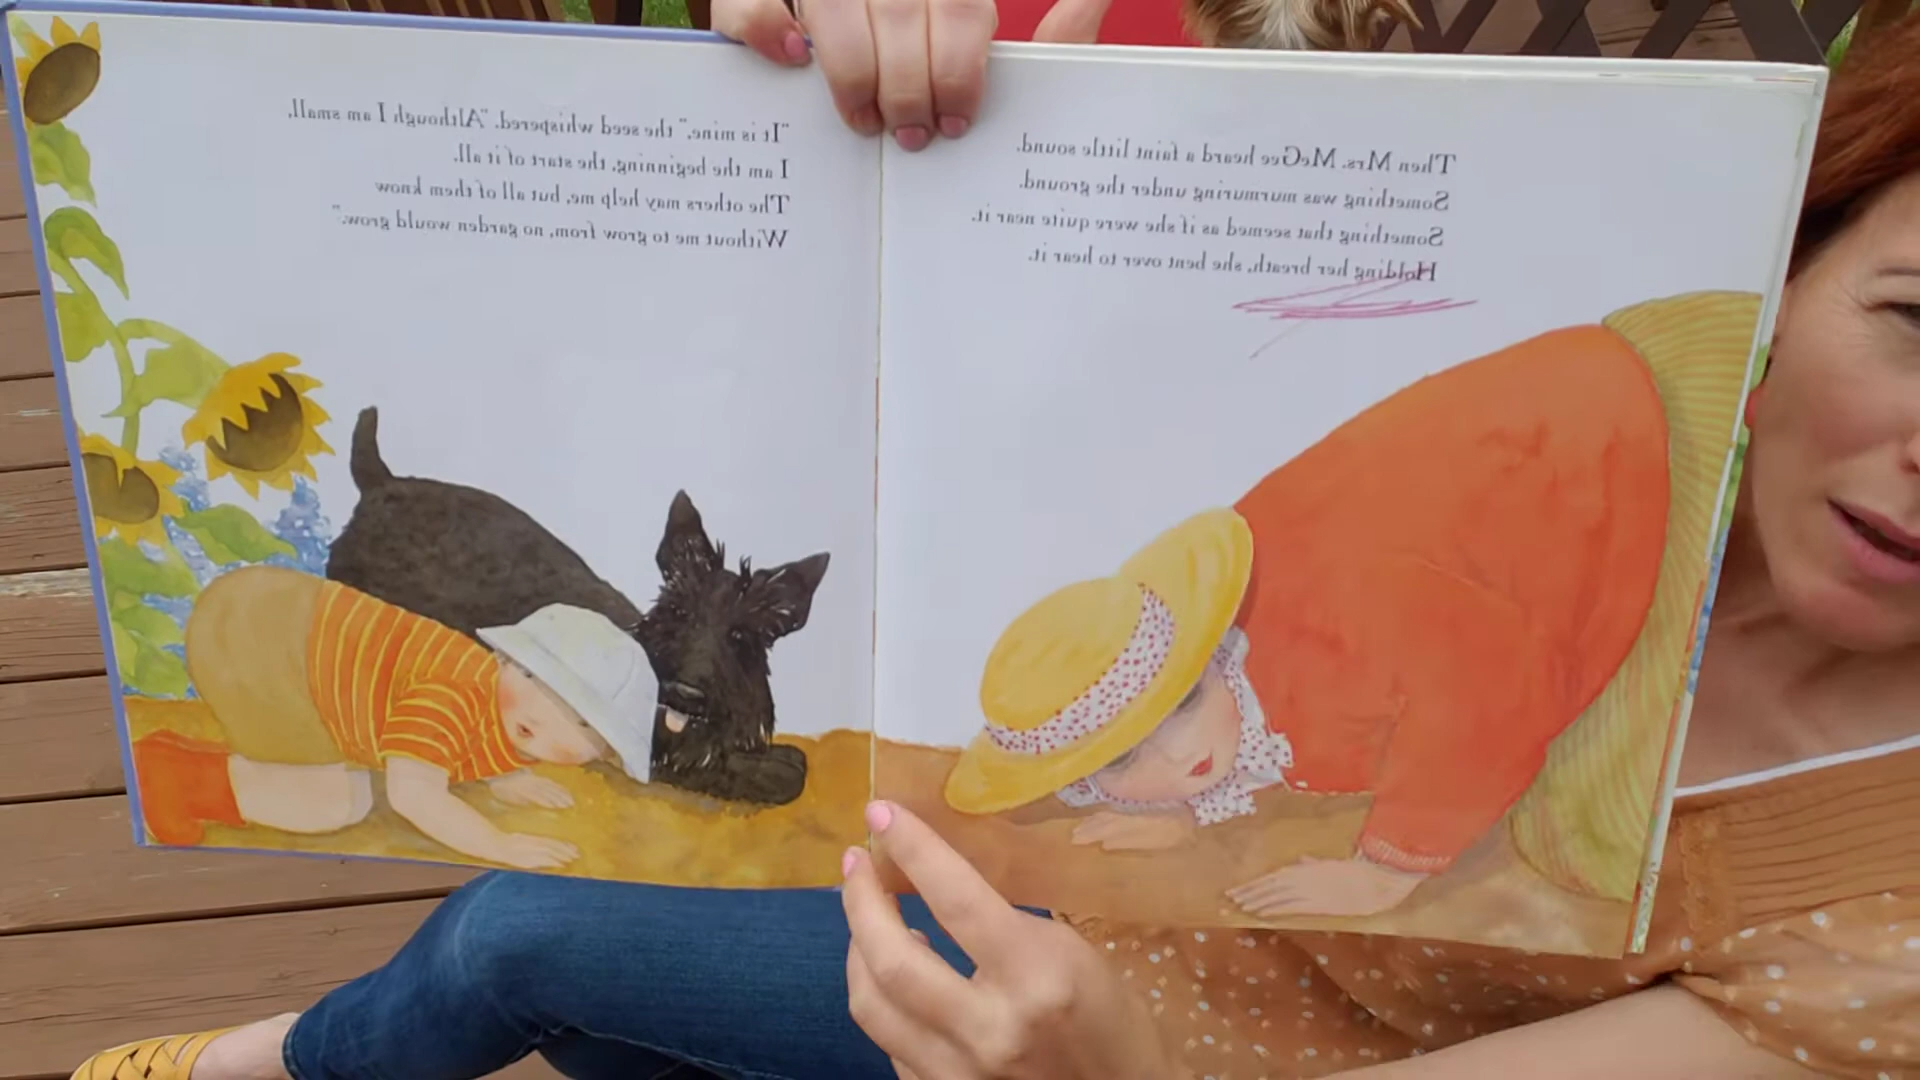 Then Mrs. McGee heard a faint little sound.
Something was murmuring under the ground.
Something that seemed as if she were quite near it.
Holding her breath, she bent over to hear it.
"It is mine," the seed whispered. "Although I am small,
I am the beginning, the start of it all.
The others may help me, but all of them know
Without me to grow from, no garden would grow."